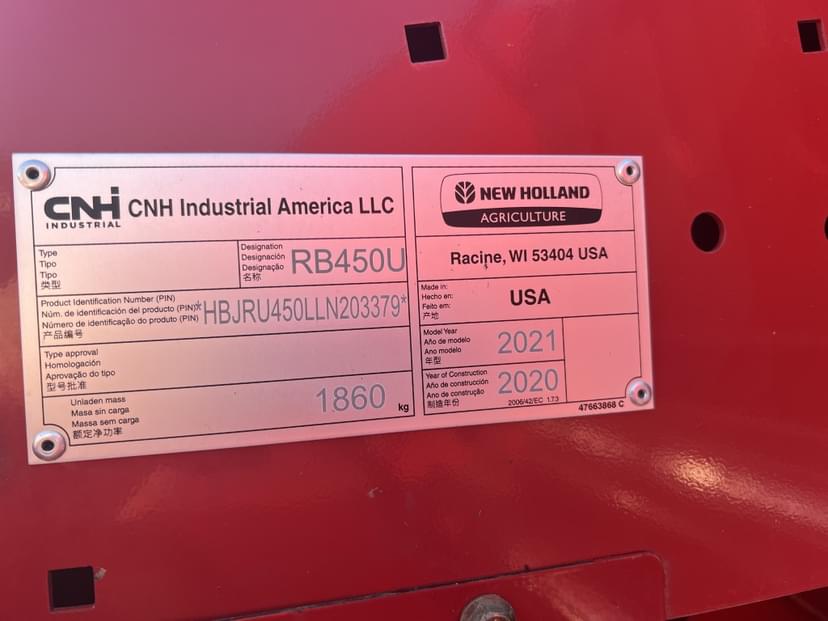 CNH INDUSTRIAL CNH Industrial America LLC
Type
Tipo
Tipo
类型
Designation
Designación
Designação
名称
RB450U
Product Identification Number (PIN)
Núm. de identificación del producto (PIN)
Número de identificação do produto (PIN)
产品编号
*HBJRU450LLN203379*
Type approval
Homologación
Aprovação do tipo
型号批准
Unladen mass
Masa sin carga
Massa sem carga
额定净功率
1860 kg
NEW HOLLAND
AGRICULTURE
Racine, WI 53404 USA
Made in:
Hecho en:
Feito em:
产地
USA
Model Year
Año de modelo
Ano modelo
年型
2021
Year of Construction
Año de construcción
Ano de construção
制造年份
2020
2006/42/EC 1.7.3
47663868 C